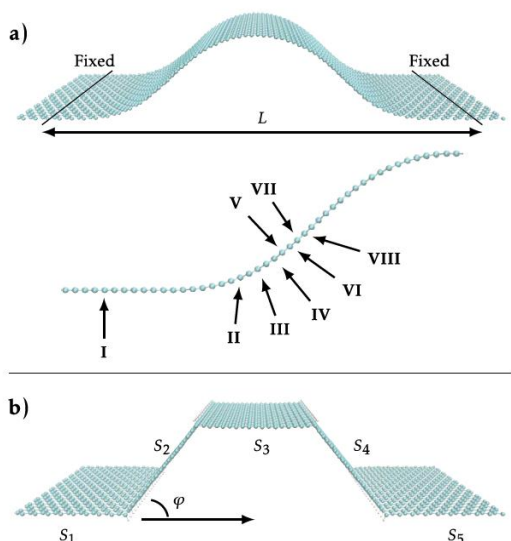 a)
Fixed Fixed
L
V VII
VIII
VI
IV
III
II
I
b)
S2 S3 S4
φ
S1 S5